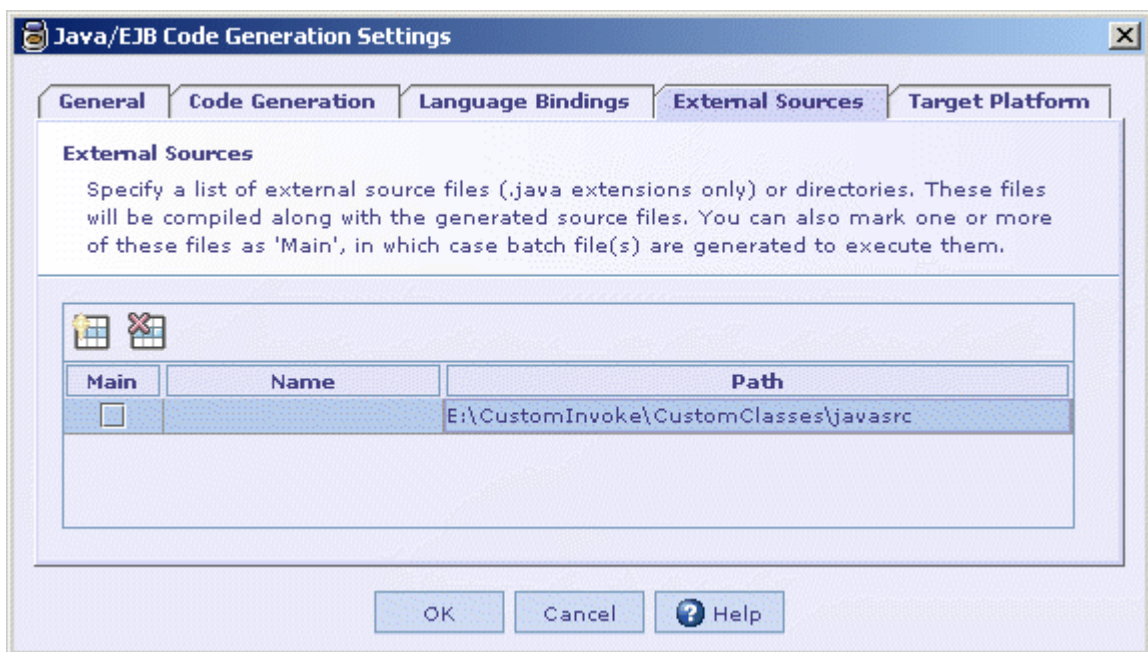 Java/EJB Code Generation Settings
General Code Generation Language Bindings External Sources Target Platform
External Sources
Specify a list of external source files (.java extensions only) or directories. These files
will be compiled along with the generated source files. You can also mark one or more
of these files as 'Main', in which case batch file(s) are generated to execute them.
Main Name Path
E:\CustomInvoke\CustomClasses\javasrc
OK Cancel ? Help